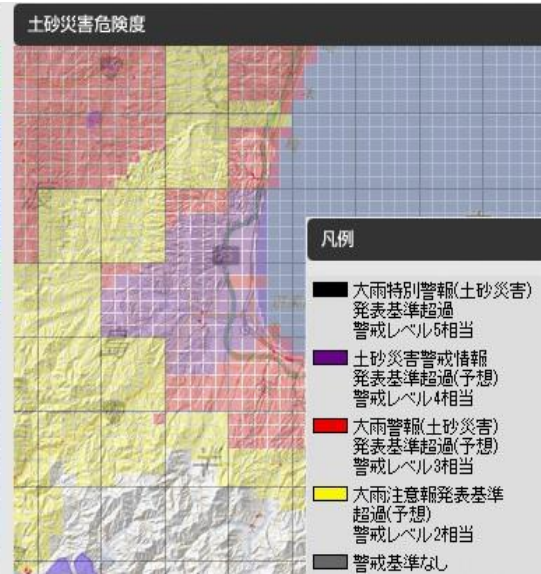 土砂災害危険度
凡例
大雨特別警報(土砂災害)
発表基準超過
警戒レベル5相当
土砂災害警戒情報
発表基準超過(予想)
警戒レベル4相当
大雨警報(土砂災害)
発表基準超過(予想)
警戒レベル3相当
大雨注意報発表基準
超過(予想)
警戒レベル2相当
警戒基準なし